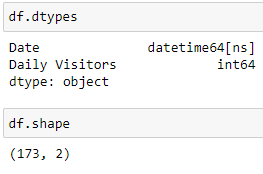 df.dtypes
Date datetime64[ns]
Daily Visitors int64
dtype: object
df.shape
(173, 2)